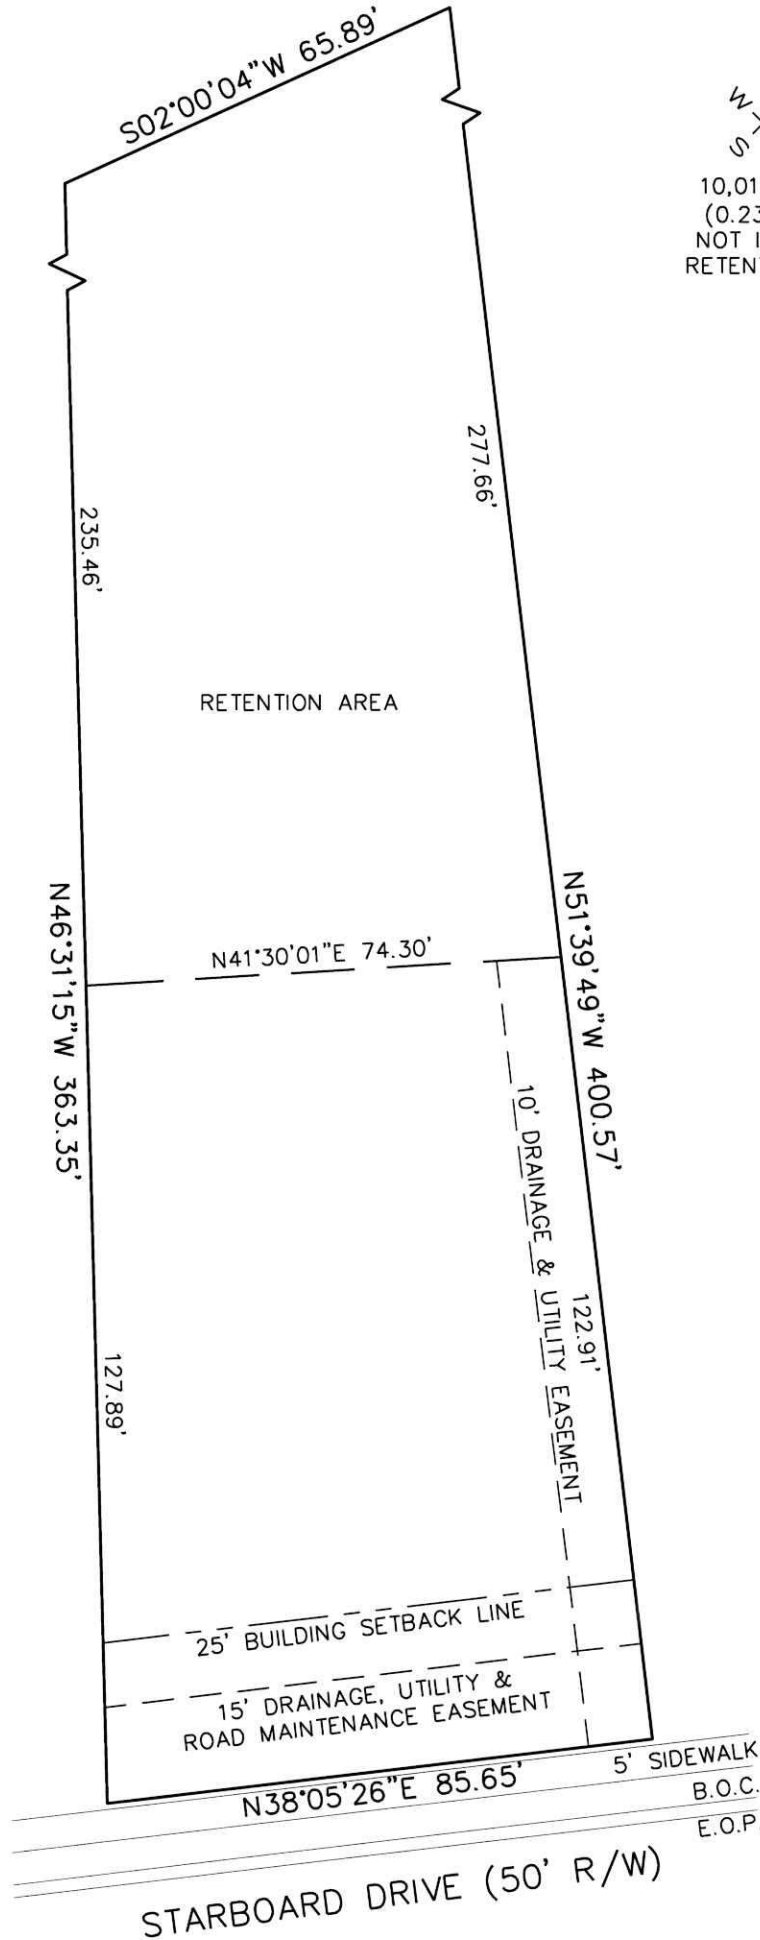 S02°00'04"W 65.89'
W
S
10,01
(0.23
NOT I
RETEN
277.66'
235.46'
RETENTION AREA
N46°31'15"W 363.35'
N41°30'01"E 74.30'
N51°39'49"W 400.57'
10' DRAINAGE & UTILITY EASEMENT
122.91'
127.89'
25' BUILDING SETBACK LINE
15' DRAINAGE, UTILITY &
ROAD MAINTENANCE EASEMENT
N38°05'26"E 85.65'
5' SIDEWALK
B.O.C.
E.O.P.
STARBOARD DRIVE (50' R/W)